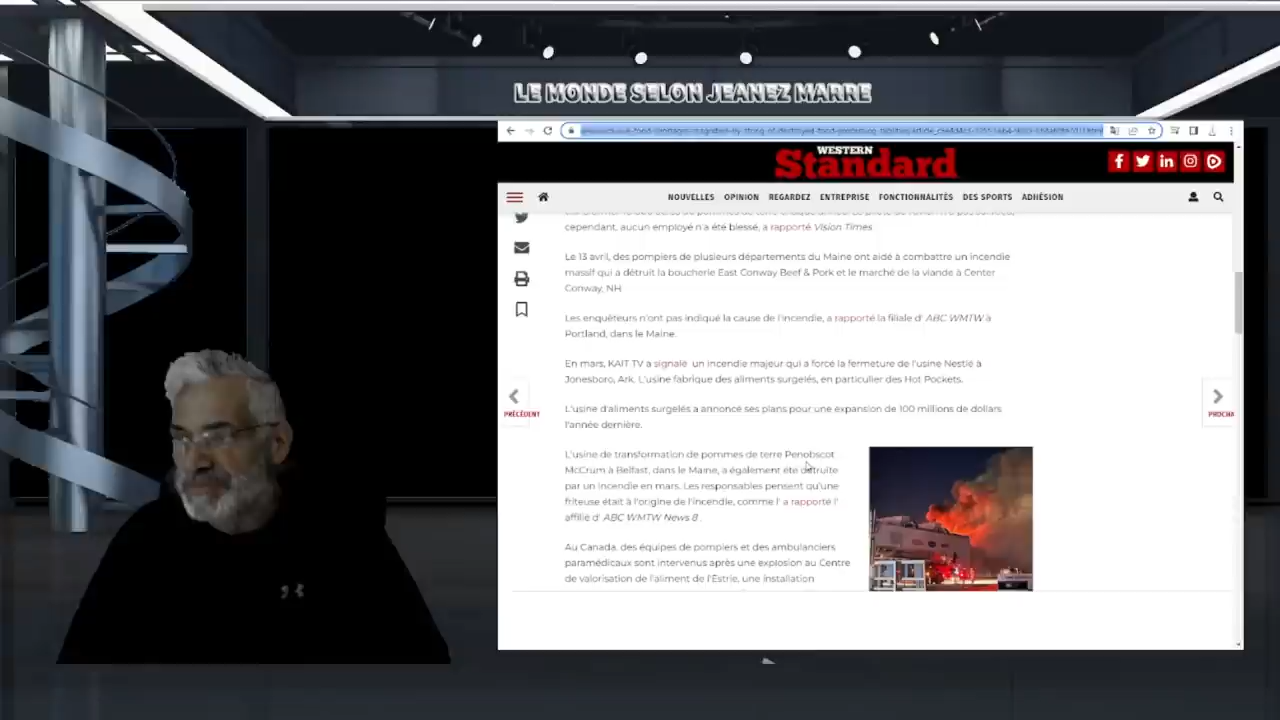 LE MONDE SELON JEANEZ MARRE
WESTERN
Standard
NOUVELLES OPINION REGARDEZ ENTREPRISE FONCTIONNALITÉS DES SPORTS ADHÉSION
cependant, aucun employé n'a été blessé, a rapporté Vision Times
Le 13 avril, des pompiers de plusieurs départements du Maine ont aidé à combattre un incendie
massif qui a détruit la boucherie East Conway Beef & Pork et le marché de la viande à Center
Conway, NH.
Les enquêteurs n'ont pas indiqué la cause de l'incendie, a rapporté la filiale d' ABC WMTW à
Portland, dans le Maine.
En mars, KAIT TV a signalé un incendie majeur qui a forcé la fermeture de l'usine Nestlé à
Jonesboro, Ark. L'usine fabrique des aliments surgelés, en particulier des Hot Pockets.
PRÉCÉDENT
PROCHA
L'usine d'aliments surgelés a annoncé ses plans pour une expansion de 100 millions de dollars
l'année dernière.
L'usine de transformation de pommes de terre Penobscot
McCrum à Belfast, dans le Maine, a également été détruite
par un incendie en mars. Les responsables pensent qu'une
friteuse était à l'origine de l'incendie, comme l' a rapporté l'
affilié d' ABC WMTW News 8 .
Au Canada, des équipes de pompiers et des ambulanciers
paramédicaux sont intervenus après une explosion au Centre
de valorisation de l'aliment de l'Estrie, une installation